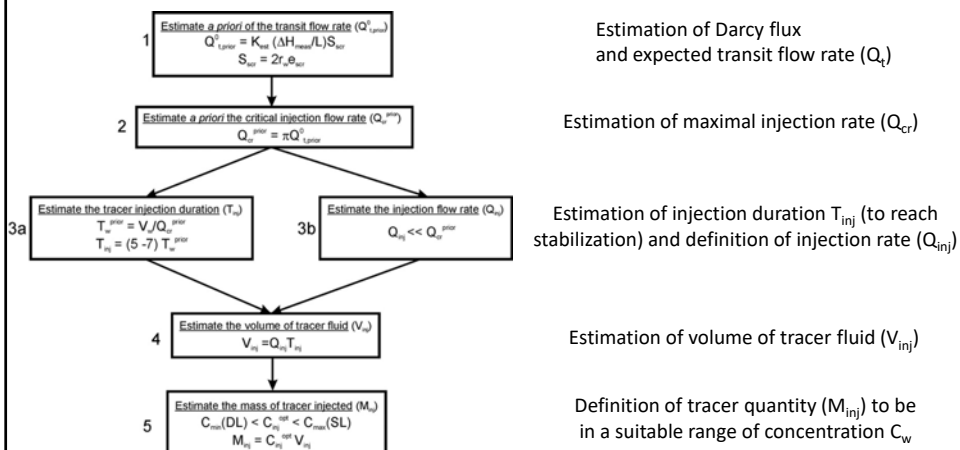 Estimate a priori of the transit flow rate (Q⁰t,prior)
1
Q⁰t,prior = Kest (ΔHmeas/L)Sscr
Sscr = 2rwescr
Estimation of Darcy flux
and expected transit flow rate (Qt)
2
Estimate a priori the critical injection flow rate (Qcr^prior)
Qcr^prior = πQ⁰t,prior
Estimation of maximal injection rate (Qcr)
3a
Estimate the tracer injection duration (Tinj)
Tw^prior = Vw/Qcr^prior
Tinj = (5 -7) Tw^prior
3b
Estimate the injection flow rate (Qinj)
Qinj << Qcr^prior
Estimation of injection duration Tinj (to reach
stabilization) and definition of injection rate (Qinj)
4
Estimate the volume of tracer fluid (Vinj)
Vinj =QinjTinj
Estimation of volume of tracer fluid (Vinj)
5
Estimate the mass of tracer injected (Minj)
Cmin(DL) < Cinj^opt < Cmax(SL)
Minj = Cinj^opt Vinj
Definition of tracer quantity (Minj) to be
in a suitable range of concentration Cw